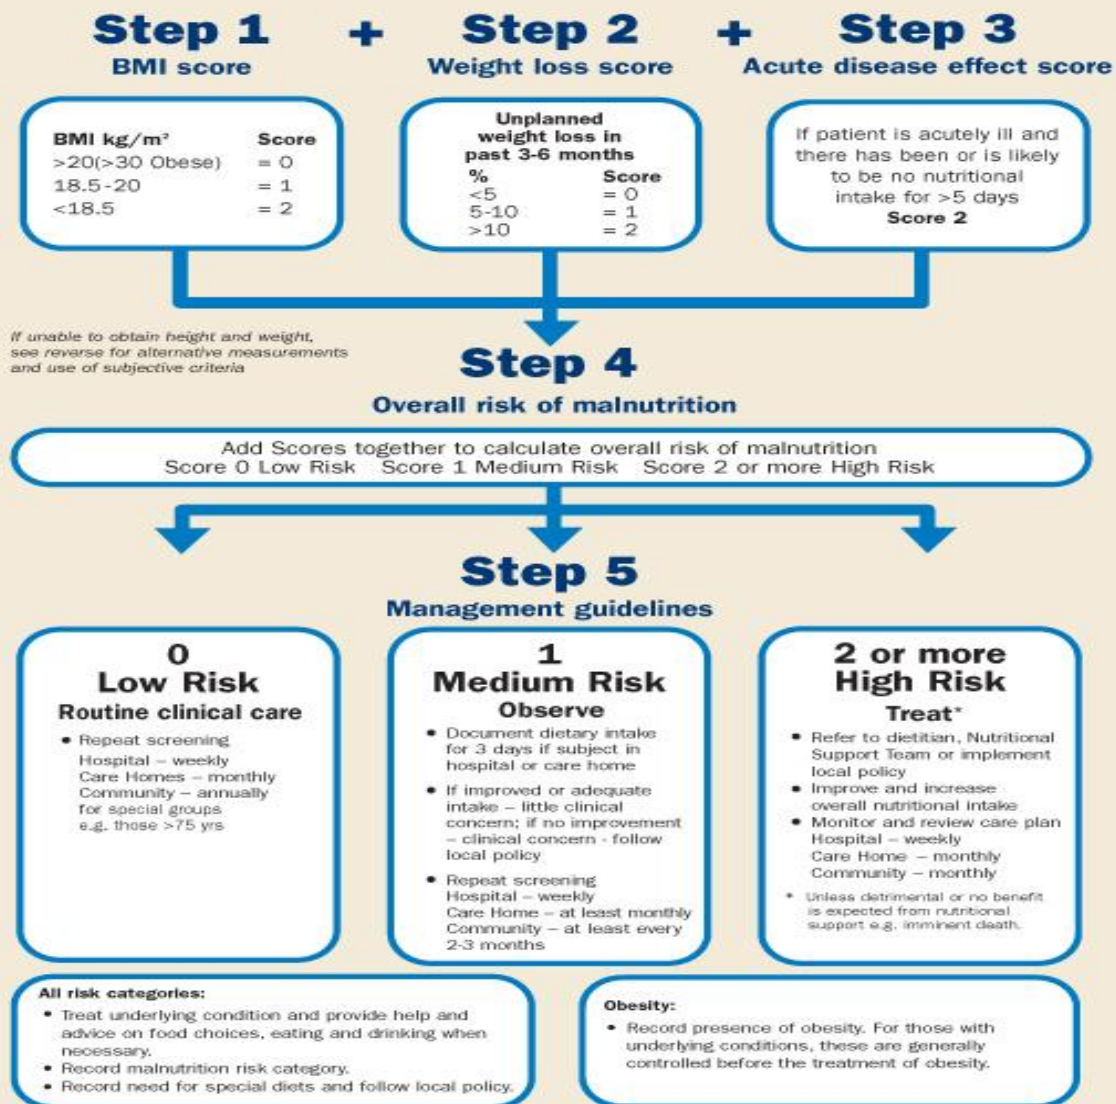 Step 1 + Step 2 + Step 3
BMI score
Weight loss score
Acute disease effect score
BMI kg/m² Score
>20(>30 Obese) = 0
18.5-20 = 1
<18.5 = 2
Unplanned
weight loss in
past 3-6 months
% Score
<5 = 0
5-10 = 1
>10 = 2
If patient is acutely ill and
there has been or is likely
to be no nutritional
intake for >5 days
Score 2
If unable to obtain height and weight,
see reverse for alternative measurements
and use of subjective criteria
Step 4
Overall risk of malnutrition
Add Scores together to calculate overall risk of malnutrition
Score 0 Low Risk Score 1 Medium Risk Score 2 or more High Risk
Step 5
Management guidelines
0
Low Risk
Routine clinical care
• Repeat screening
Hospital – weekly
Care Homes – monthly
Community – annually
for special groups
e.g. those >75 yrs
1
Medium Risk
Observe
• Document dietary intake
for 3 days if subject in
hospital or care home
• If improved or adequate
intake – little clinical
concern; if no improvement
– clinical concern - follow
local policy
• Repeat screening
Hospital – weekly
Care Home – at least monthly
Community – at least every
2-3 months
2 or more
High Risk
Treat*
• Refer to dietitian, Nutritional
Support Team or implement
local policy
• Improve and increase
overall nutritional intake
• Monitor and review care plan
Hospital – weekly
Care Home – monthly
Community – monthly
* Unless detrimental or no benefit
is expected from nutritional
support e.g. imminent death.
All risk categories:
• Treat underlying condition and provide help and
advice on food choices, eating and drinking when
necessary.
• Record malnutrition risk category.
• Record need for special diets and follow local policy.
Obesity:
• Record presence of obesity. For those with
underlying conditions, these are generally
controlled before the treatment of obesity.